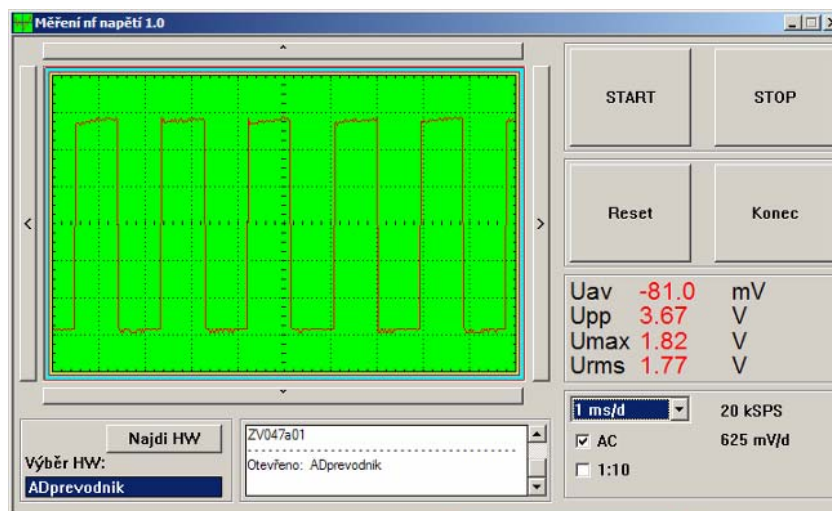 Měření nf napětí 1.0
START
STOP
Reset
Konec
Uav -81.0 mV
Upp 3.67 V
Umax 1.82 V
Urms 1.77 V
1 ms/d
20 kSPS
AC
625 mV/d
1:10
Najdi HW
Výběr HW:
ADprevodnik
ZV047a01
Otevřeno: ADprevodnik